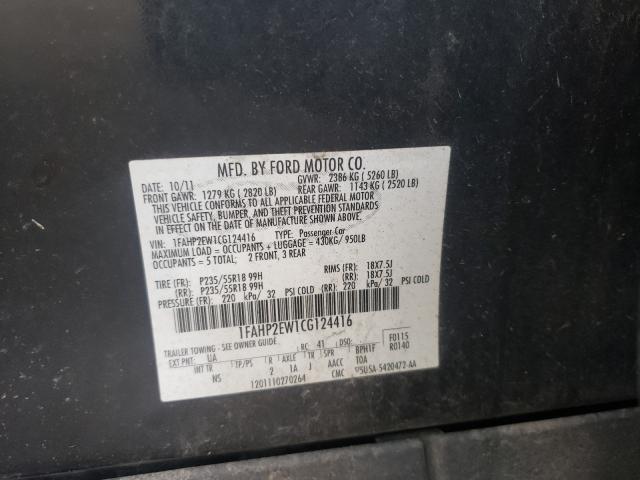 MFD. BY FORD MOTOR CO.
DATE: 10/11 GVWR: 2386 KG ( 5260 LB)
FRONT GAWR: 1279 KG ( 2820 LB) REAR GAWR: 1143 KG ( 2520 LB)
THIS VEHICLE CONFORMS TO ALL APPLICABLE FEDERAL MOTOR
VEHICLE SAFETY, BUMPER, AND THEFT PREVENTION STANDARDS
IN EFFECT ON THE DATE OF MANUFACTURE SHOWN ABOVE.
VIN: 1FAHP2EW1CG124416 TYPE: Passenger Car
MAXIMUM LOAD = OCCUPANTS + LUGGAGE = 430KG/ 950LB
OCCUPANTS = 5 TOTAL; 2 FRONT, 3 REAR
TIRE (FR): P235/55R18 99H RIMS (FR): 18X7.5J
(RR): P235/55R18 99H (RR): 18X7.5J
PRESSURE (FR): 220 kPa/ 32 PSI COLD (RR): 220 kPa/ 32 PSI COLD
1FAHP2EW1CG124416
TRAILER TOWING - SEE OWNER GUIDE. RC: 41 DSO: F0115
EXT PNT: UA R0140
INT TR TP/PS R AXLE TR SPR BPH1F
NS 2 1A J AACC TOA
1201110270264 CMC 5420472-AA